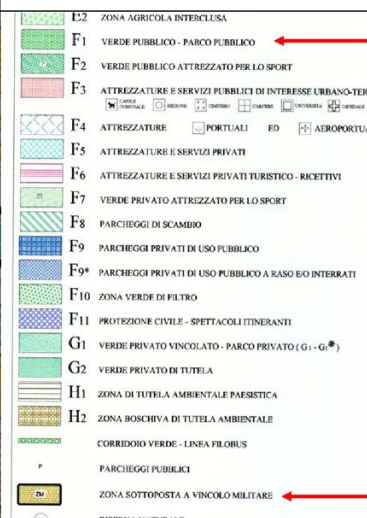 E2 ZONA AGRICOLA INTERCLUSA
F1 VERDE PUBBLICO - PARCO PUBBLICO
F2 VERDE PUBBLICO ATTREZZATO PER LO SPORT
F3 ATTREZZATURE E SERVIZI PUBBLICI DI INTERESSE URBANO-TER
CANILE COMUNALE REGIONE CIMITERO CARCERE UNIVERSITA OSPEDALE
F4 ATTREZZATURE PORTUALI ED AEROPORTUA
F5 ATTREZZATURE E SERVIZI PRIVATI
F6 ATTREZZATURE E SERVIZI PRIVATI TURISTICO - RICETTIVI
F7 VERDE PRIVATO ATTREZZATO PER LO SPORT
F8 PARCHEGGI DI SCAMBIO
F9 PARCHEGGI PRIVATI DI USO PUBBLICO
F9* PARCHEGGI PRIVATI DI USO PUBBLICO A RASO E/O INTERRATI
F10 ZONA VERDE DI FILTRO
F11 PROTEZIONE CIVILE - SPETTACOLI ITINERANTI
G1 VERDE PRIVATO VINCOLATO - PARCO PRIVATO ( G1 - G1* )
G2 VERDE PRIVATO DI TUTELA
H1 ZONA DI TUTELA AMBIENTALE PAESISTICA
H2 ZONA BOSCHIVA DI TUTELA AMBIENTALE
CORRIDOIO VERDE - LINEA FILOBUS
P PARCHEGGI PUBBLICI
ZM ZONA SOTTOPOSTA A VINCOLO MILITARE